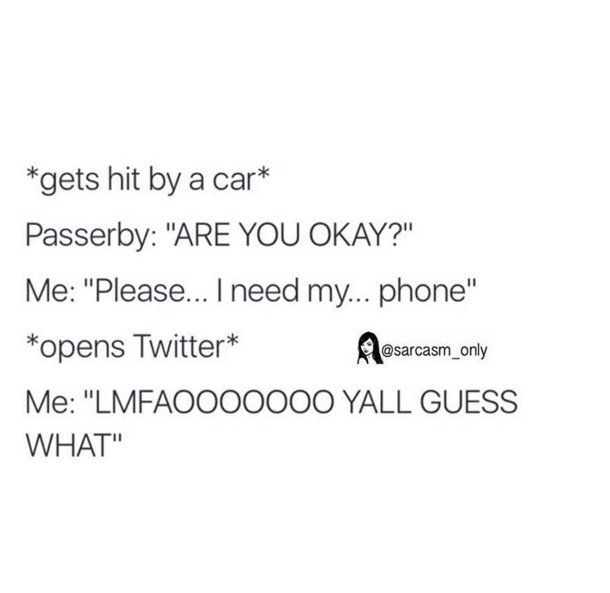 *gets hit by a car*
Passerby: "ARE YOU OKAY?"
Me: "Please... I need my... phone"
*opens Twitter*
@sarcasm_only
Me: "LMFAOOOOOOO YALL GUESS
WHAT"